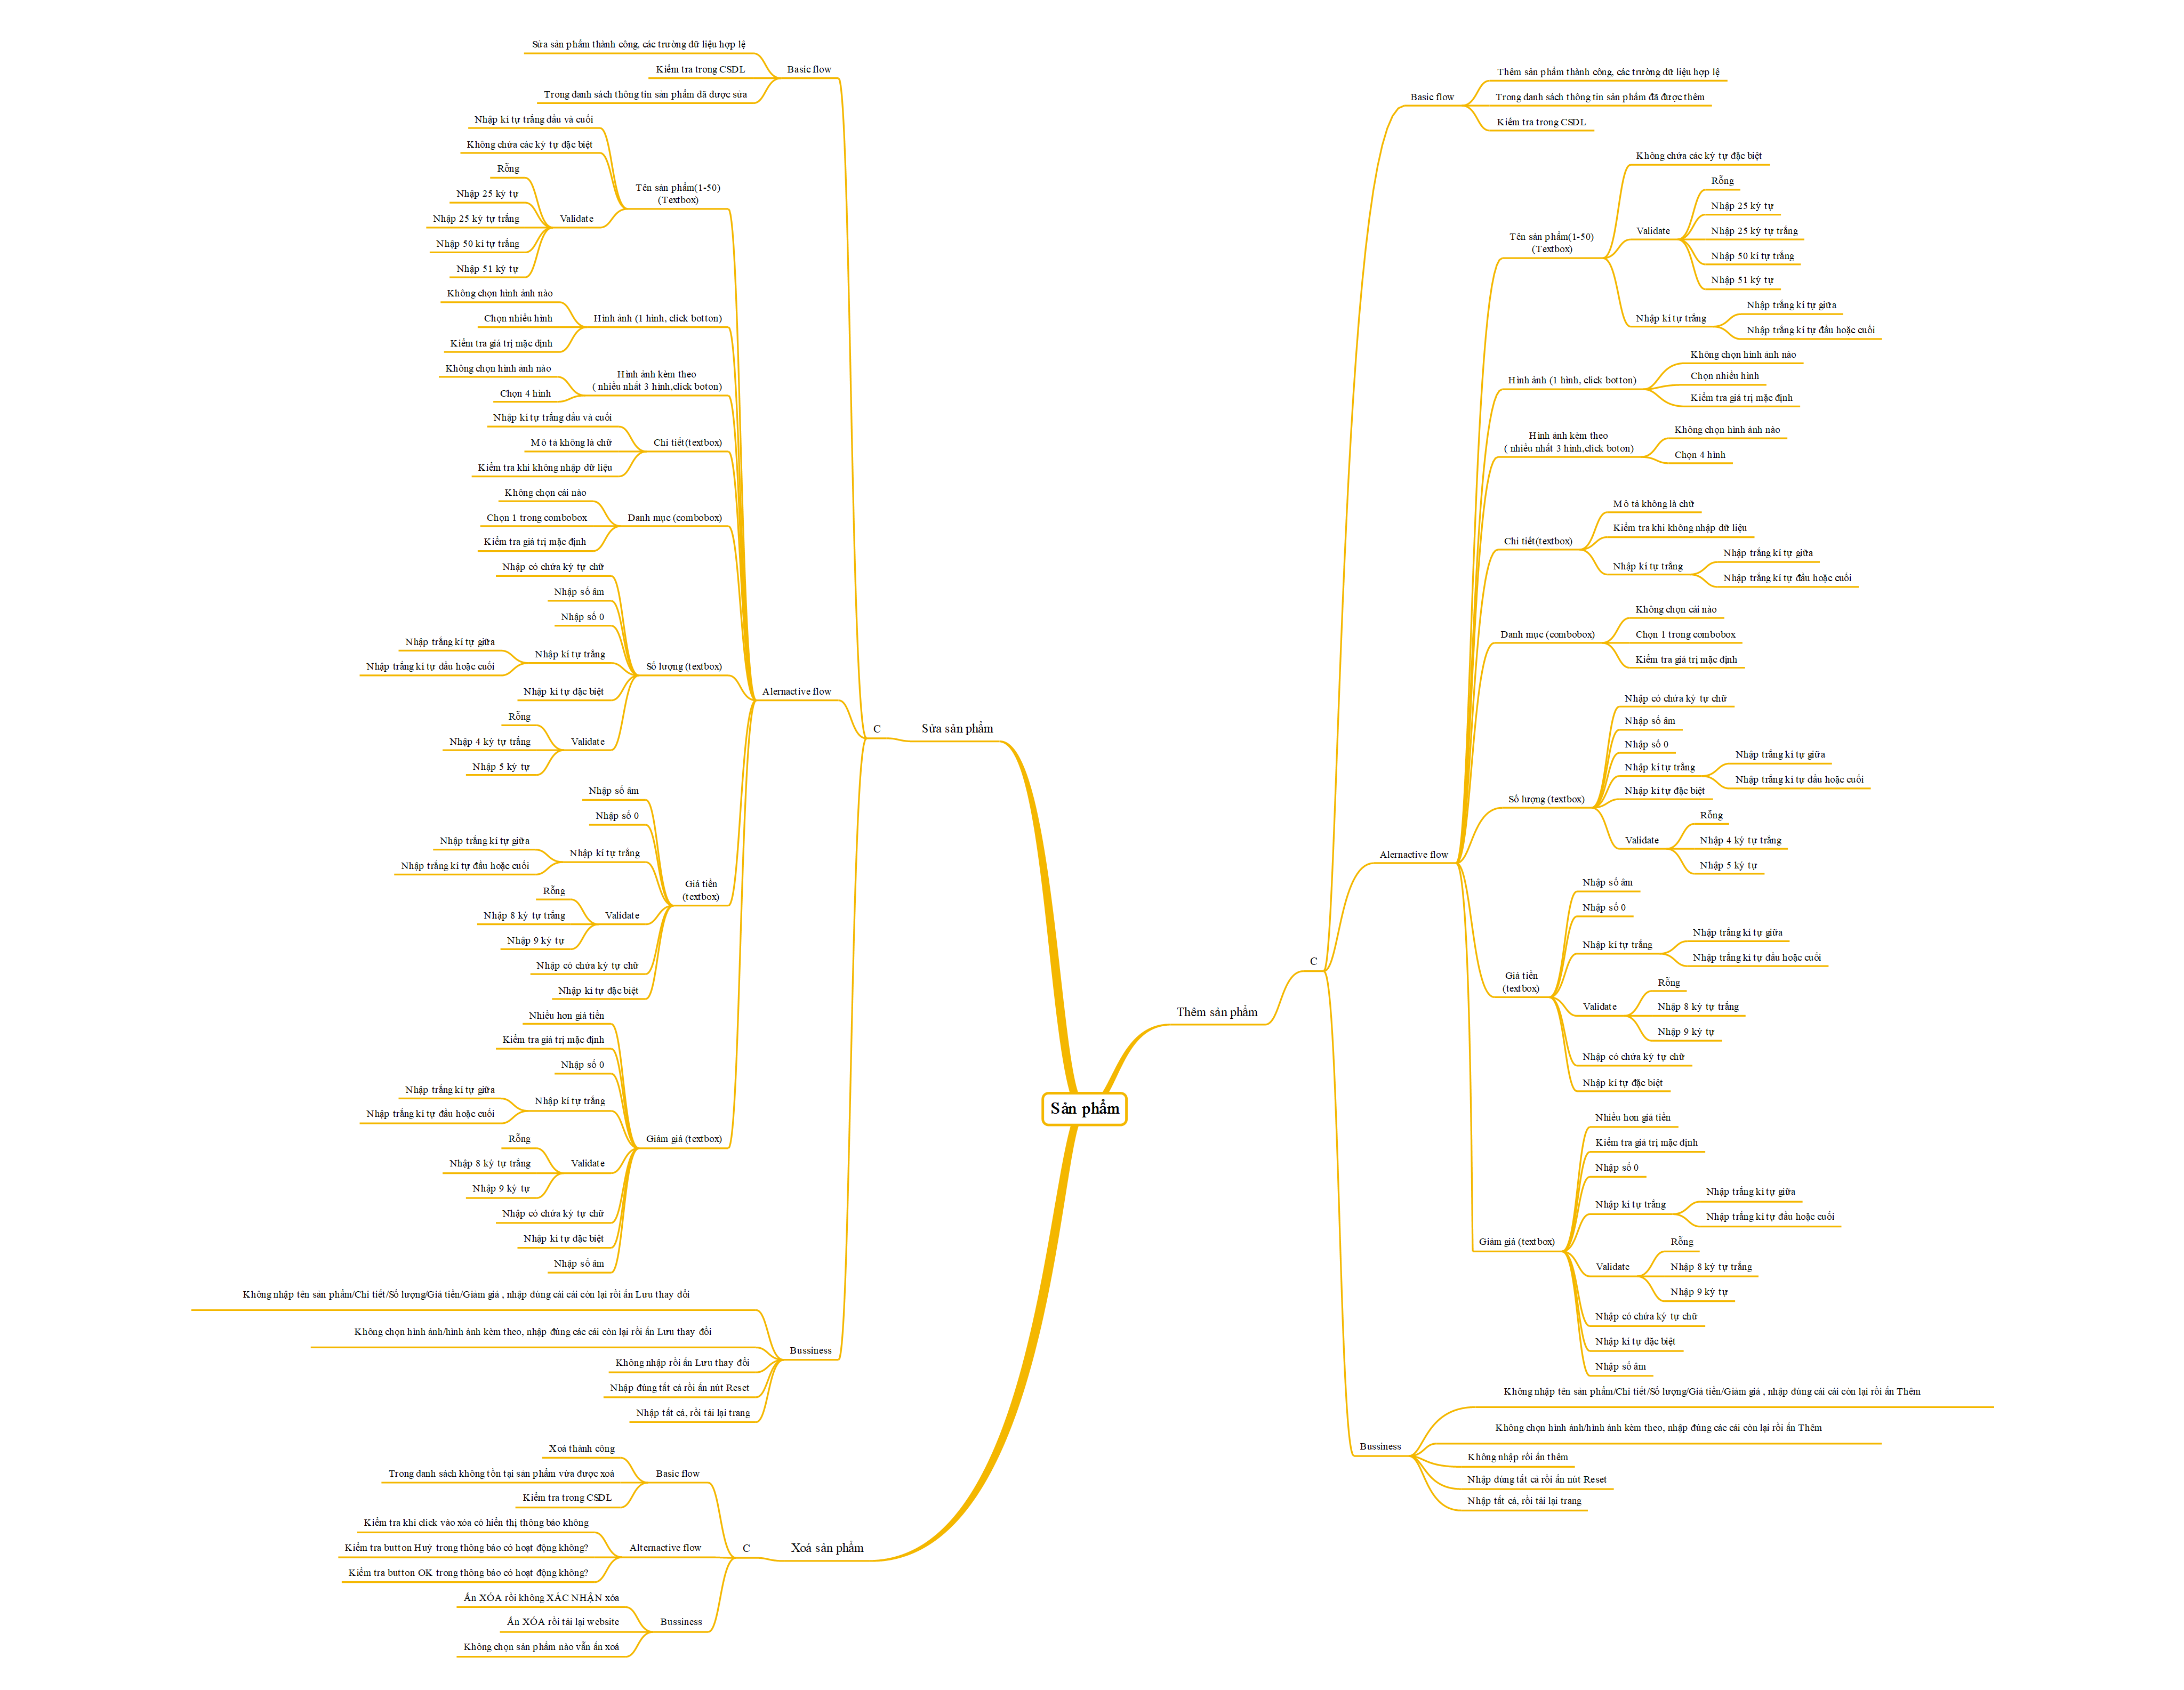 Sản phẩm
Thêm sản phẩm
C
Basic flow
Thêm sản phẩm thành công, các trường dữ liệu hợp lệ
Trong danh sách thông tin sản phẩm đã được thêm
Kiểm tra trong CSDL
Alernactive flow
Tên sản phẩm(1-50)
(Textbox)
Không chứa các ký tự đặc biệt
Validate
Rỗng
Nhập 25 ký tự
Nhập 25 ký tự trắng
Nhập 50 kí tự trắng
Nhập 51 ký tự
Nhập kí tự trắng
Nhập trắng kí tự giữa
Nhập trắng kí tự đầu hoặc cuối
Hình ảnh (1 hình, click botton)
Không chọn hình ảnh nào
Chọn nhiều hình
Kiểm tra giá trị mặc định
Hình ảnh kèm theo
( nhiều nhất 3 hình,click boton)
Không chọn hình ảnh nào
Chọn 4 hình
Chi tiết(textbox)
Mô tả không là chữ
Kiểm tra khi không nhập dữ liệu
Nhập kí tự trắng
Nhập trắng kí tự giữa
Nhập trắng kí tự đầu hoặc cuối
Danh mục (combobox)
Không chọn cái nào
Chọn 1 trong combobox
Kiểm tra giá trị mặc định
Số lượng (textbox)
Nhập có chứa ký tự chữ
Nhập số âm
Nhập số 0
Nhập kí tự trắng
Nhập trắng kí tự giữa
Nhập trắng kí tự đầu hoặc cuối
Nhập kí tự đặc biệt
Validate
Rỗng
Nhập 4 ký tự trắng
Nhập 5 ký tự
Giá tiền
(textbox)
Nhập số âm
Nhập số 0
Nhập kí tự trắng
Nhập trắng kí tự giữa
Nhập trắng kí tự đầu hoặc cuối
Validate
Rỗng
Nhập 8 ký tự trắng
Nhập 9 ký tự
Nhập có chứa ký tự chữ
Nhập kí tự đặc biệt
Giảm giá (textbox)
Nhiều hơn giá tiền
Kiểm tra giá trị mặc định
Nhập số 0
Nhập kí tự trắng
Nhập trắng kí tự giữa
Nhập trắng kí tự đầu hoặc cuối
Validate
Rỗng
Nhập 8 ký tự trắng
Nhập 9 ký tự
Nhập có chứa ký tự chữ
Nhập kí tự đặc biệt
Nhập số âm
Bussiness
Không nhập tên sản phẩm/Chi tiết/Số lượng/Giá tiền/Giảm giá , nhập đúng cái cái còn lại rồi ấn Thêm
Không chọn hình ảnh/hình ảnh kèm theo, nhập đúng các cái còn lại rồi ấn Thêm
Không nhập rồi ấn thêm
Nhập đúng tất cả rồi ấn nút Reset
Nhập tất cả, rồi tải lại trang
Sửa sản phẩm
C
Basic flow
Sửa sản phẩm thành công, các trường dữ liệu hợp lệ
Kiểm tra trong CSDL
Trong danh sách thông tin sản phẩm đã được sửa
Alernactive flow
Tên sản phẩm(1-50)
(Textbox)
Nhập kí tự trắng đầu và cuối
Không chứa các ký tự đặc biệt
Validate
Rỗng
Nhập 25 ký tự
Nhập 25 ký tự trắng
Nhập 50 kí tự trắng
Nhập 51 ký tự
Hình ảnh (1 hình, click botton)
Không chọn hình ảnh nào
Chọn nhiều hình
Kiểm tra giá trị mặc định
Hình ảnh kèm theo
( nhiều nhất 3 hình,click boton)
Không chọn hình ảnh nào
Chọn 4 hình
Chi tiết(textbox)
Nhập kí tự trắng đầu và cuối
Mô tả không là chữ
Kiểm tra khi không nhập dữ liệu
Danh mục (combobox)
Không chọn cái nào
Chọn 1 trong combobox
Kiểm tra giá trị mặc định
Số lượng (textbox)
Nhập có chứa ký tự chữ
Nhập số âm
Nhập số 0
Nhập kí tự trắng
Nhập trắng kí tự giữa
Nhập trắng kí tự đầu hoặc cuối
Nhập kí tự đặc biệt
Validate
Rỗng
Nhập 4 ký tự trắng
Nhập 5 ký tự
Giá tiền
(textbox)
Nhập số âm
Nhập số 0
Nhập kí tự trắng
Nhập trắng kí tự giữa
Nhập trắng kí tự đầu hoặc cuối
Validate
Rỗng
Nhập 8 ký tự trắng
Nhập 9 ký tự
Nhập có chứa ký tự chữ
Nhập kí tự đặc biệt
Giảm giá (textbox)
Nhiều hơn giá tiền
Kiểm tra giá trị mặc định
Nhập số 0
Nhập kí tự trắng
Nhập trắng kí tự giữa
Nhập trắng kí tự đầu hoặc cuối
Validate
Rỗng
Nhập 8 ký tự trắng
Nhập 9 ký tự
Nhập có chứa ký tự chữ
Nhập kí tự đặc biệt
Nhập số âm
Bussiness
Không nhập tên sản phẩm/Chi tiết/Số lượng/Giá tiền/Giảm giá , nhập đúng cái cái còn lại rồi ấn Lưu thay đổi
Không chọn hình ảnh/hình ảnh kèm theo, nhập đúng các cái còn lại rồi ấn Lưu thay đổi
Không nhập rồi ấn Lưu thay đổi
Nhập đúng tất cả rồi ấn nút Reset
Nhập tất cả, rồi tải lại trang
Xoá sản phẩm
C
Basic flow
Xoá thành công
Trong danh sách không tồn tại sản phẩm vừa được xoá
Kiểm tra trong CSDL
Alternactive flow
Kiểm tra khi click vào xóa có hiển thị thông báo không
Kiểm tra button Huỷ trong thông báo có hoạt động không?
Kiểm tra button OK trong thông báo có hoạt động không?
Bussiness
Ấn XÓA rồi không XÁC NHẬN xóa
Ấn XÓA rồi tải lại website
Không chọn sản phẩm nào vẫn ấn xoá